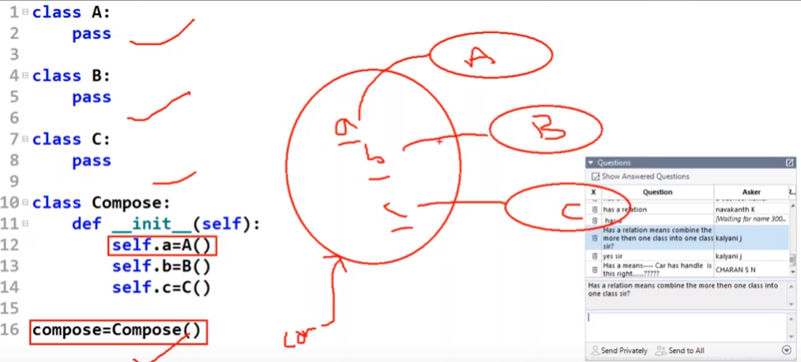 1 class A:
2 pass
3
4 class B:
5 pass
6
7 class C:
8 pass
9
10 class Compose:
11 def __init__(self):
12 self.a=A()
13 self.b=B()
14 self.c=C()
15
16 compose=Compose()
A
a
B
b
C
c
Questions
Show Answered Questions
X Question Asker
has a relation navakanth K
has a [Waiting for name 300...
Has a relation means combine the
more then one class into one class kalyani j
sir?
yes sir kalyani j
Has a means---- Car has handle is
this right.....????? CHARAN S N
Has a relation means combine the more then one class into
one class sir?
Send Privately Send to All